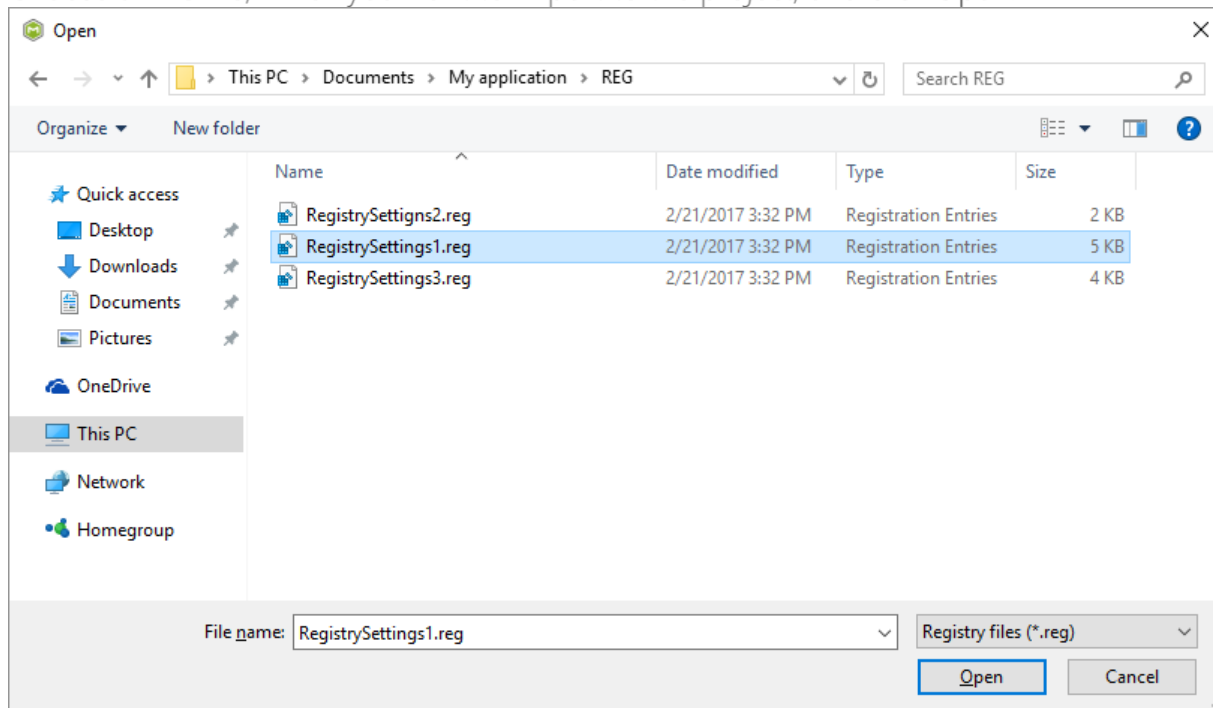 Open
This PC > Documents > My application > REG Search REG
Organize New folder
Name Date modified Type Size
Quick access
RegistrySettigns2.reg 2/21/2017 3:32 PM Registration Entries 2 KB
Desktop
RegistrySettings1.reg 2/21/2017 3:32 PM Registration Entries 5 KB
Downloads
RegistrySettings3.reg 2/21/2017 3:32 PM Registration Entries 4 KB
Documents
Pictures
OneDrive
This PC
Network
Homegroup
File name: RegistrySettings1.reg Registry files (*.reg)
Open Cancel